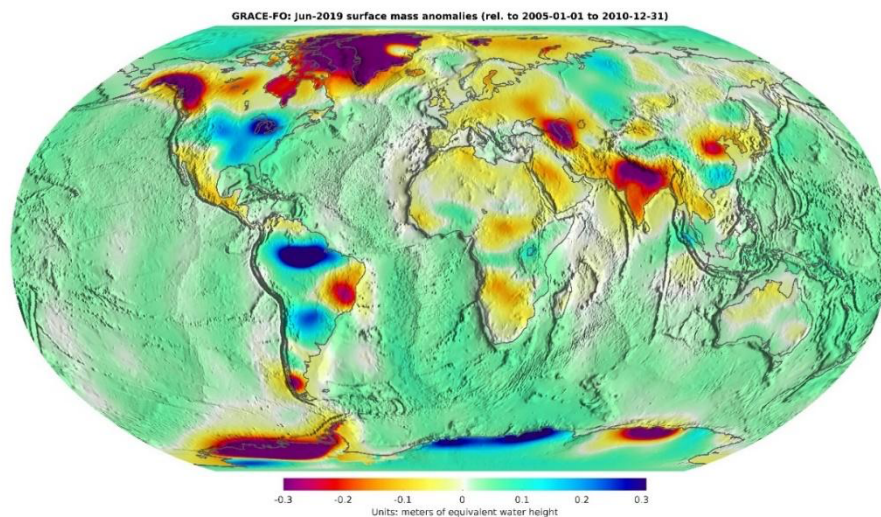 GRACE-FO: Jun-2019 surface mass anomalies (rel. to 2005-01-01 to 2010-12-31)
-0.3 -0.2 -0.1 0 0.1 0.2 0.3
Units: meters of equivalent water height